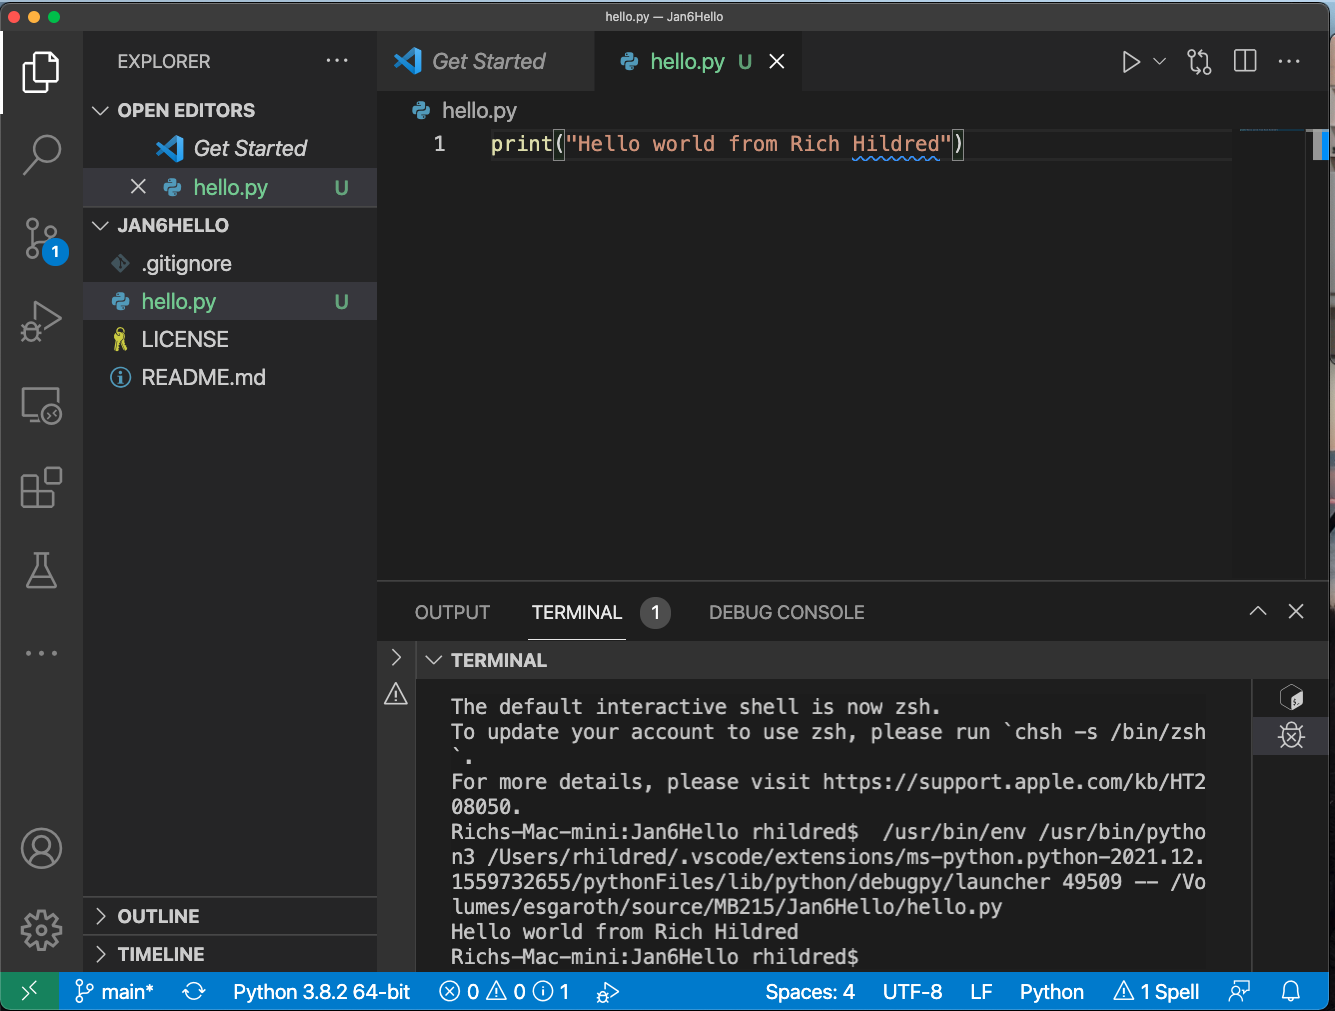 hello.py — Jan6Hello
EXPLORER
Get Started
hello.py U
OPEN EDITORS
Get Started
hello.py U
JAN6HELLO
.gitignore
hello.py U
LICENSE
README.md
OUTLINE
TIMELINE
1
hello.py
1 print("Hello world from Rich Hildred")
OUTPUT TERMINAL 1 DEBUG CONSOLE
TERMINAL
The default interactive shell is now zsh.
To update your account to use zsh, please run `chsh -s /bin/zsh
`.
For more details, please visit https://support.apple.com/kb/HT2
08050.
Richs-Mac-mini:Jan6Hello rhildred$  /usr/bin/env /usr/bin/pytho
n3 /Users/rhildred/.vscode/extensions/ms-python.python-2021.12.
1559732655/pythonFiles/lib/python/debugpy/launcher 49509 -- /Vo
lumes/esgaroth/source/MB215/Jan6Hello/hello.py
Hello world from Rich Hildred
Richs-Mac-mini:Jan6Hello rhildred$
main* Python 3.8.2 64-bit 0 0 1 Spaces: 4 UTF-8 LF Python 1 Spell